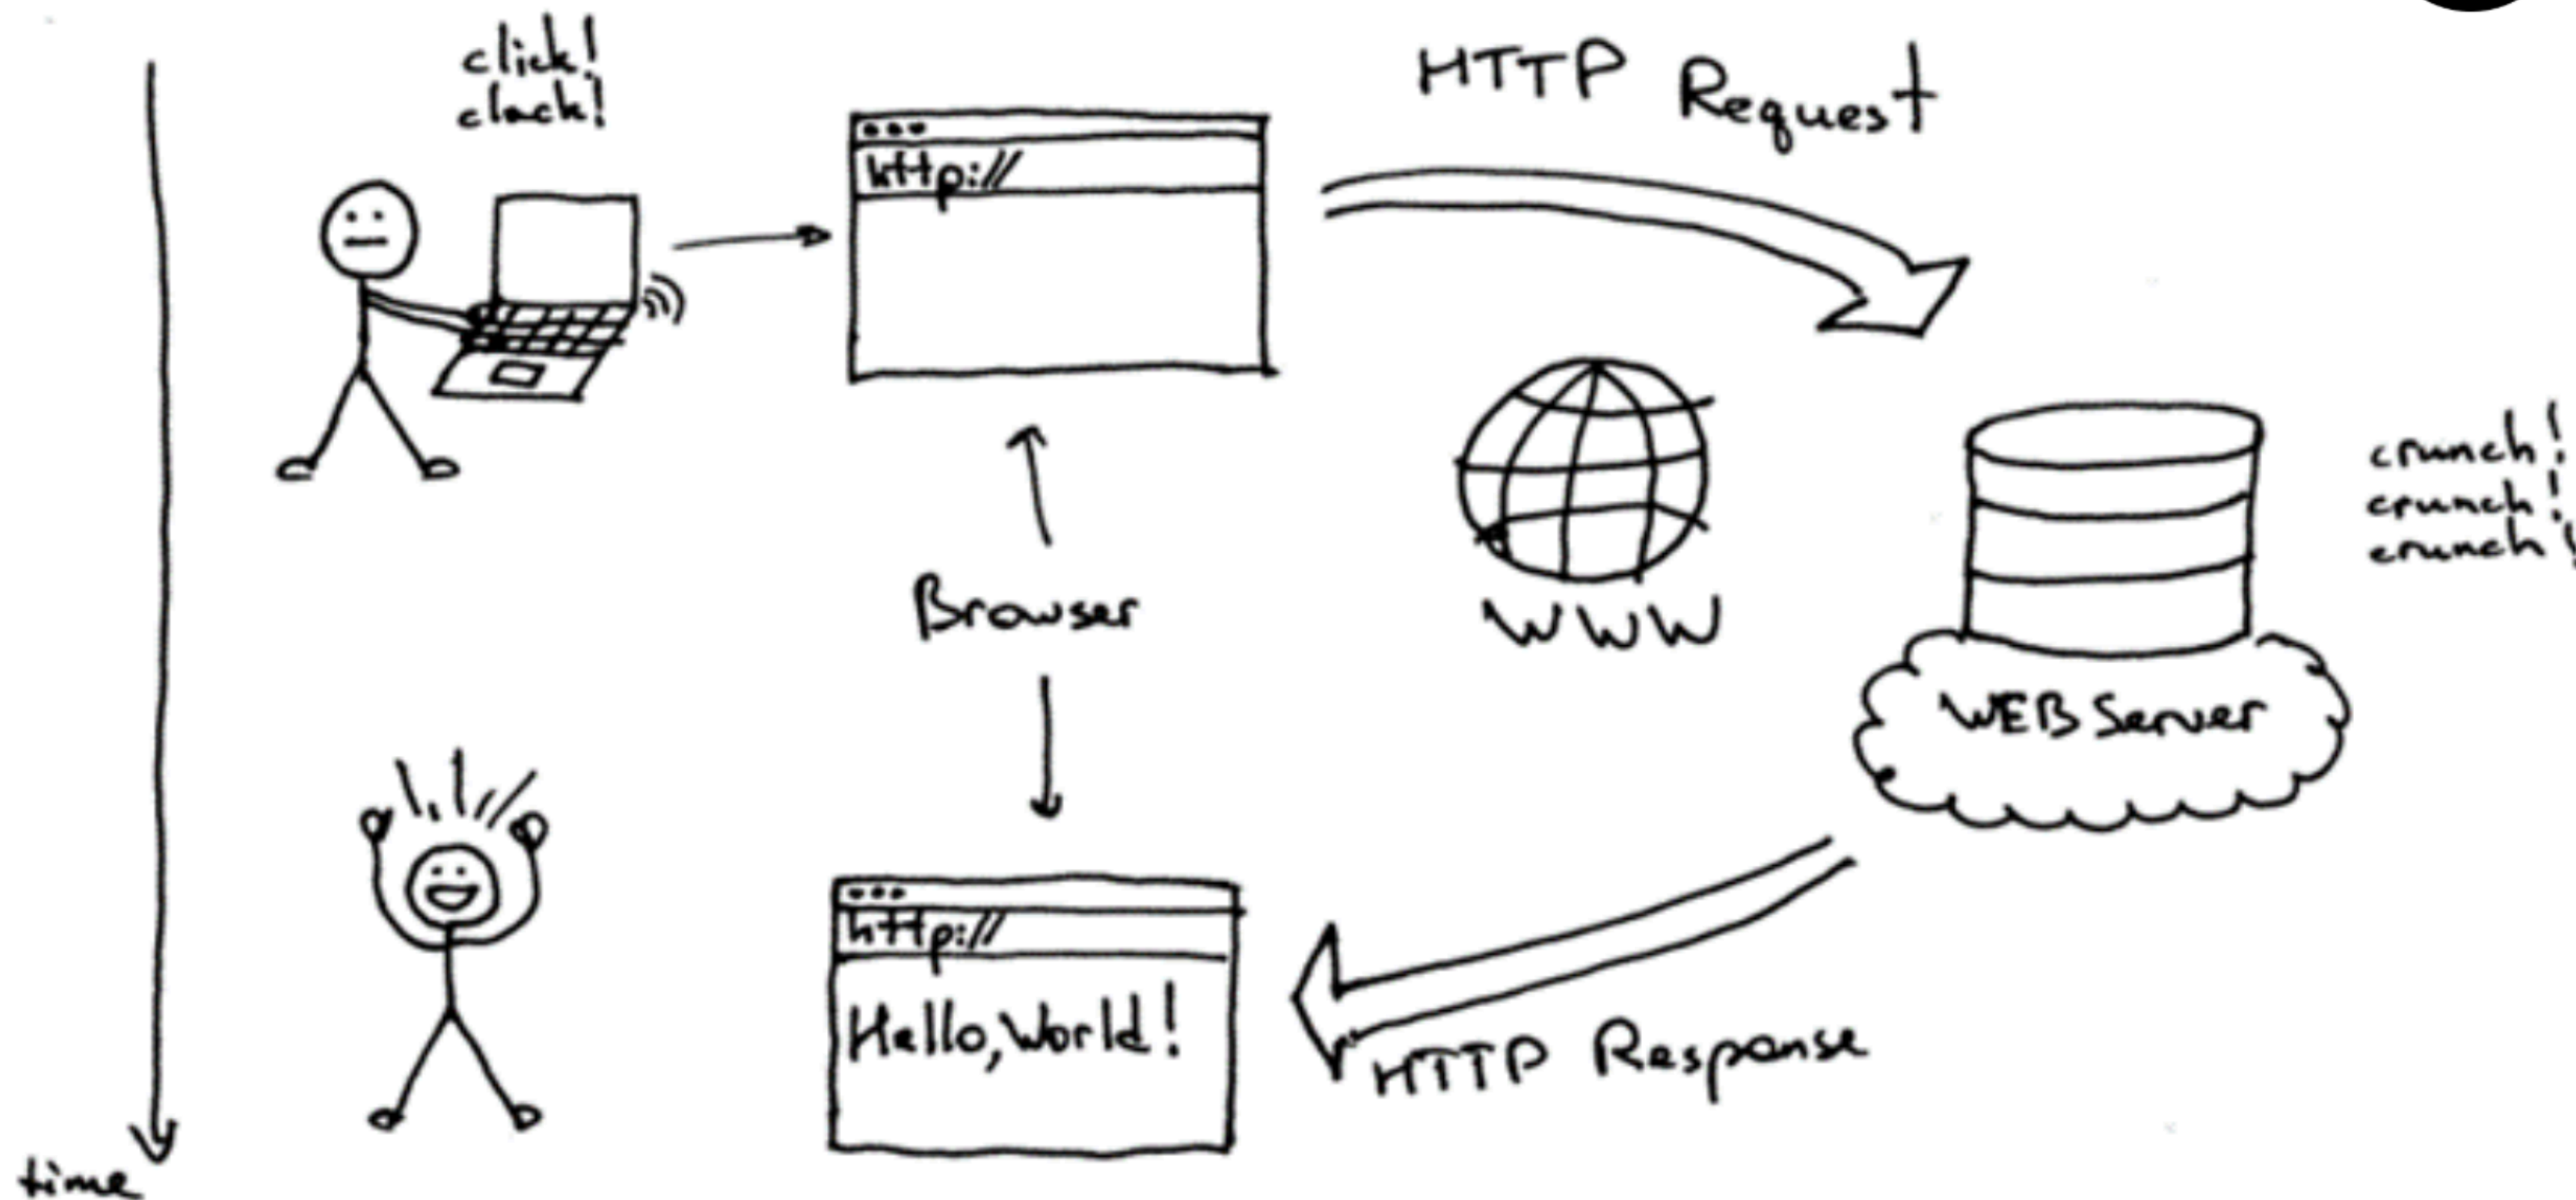 click!
clack!
HTTP Request
http://
crunch!
crunch!
crunch!
Browser
WWW
WEB Server
http://
Hello, World!
HTTP Response
time